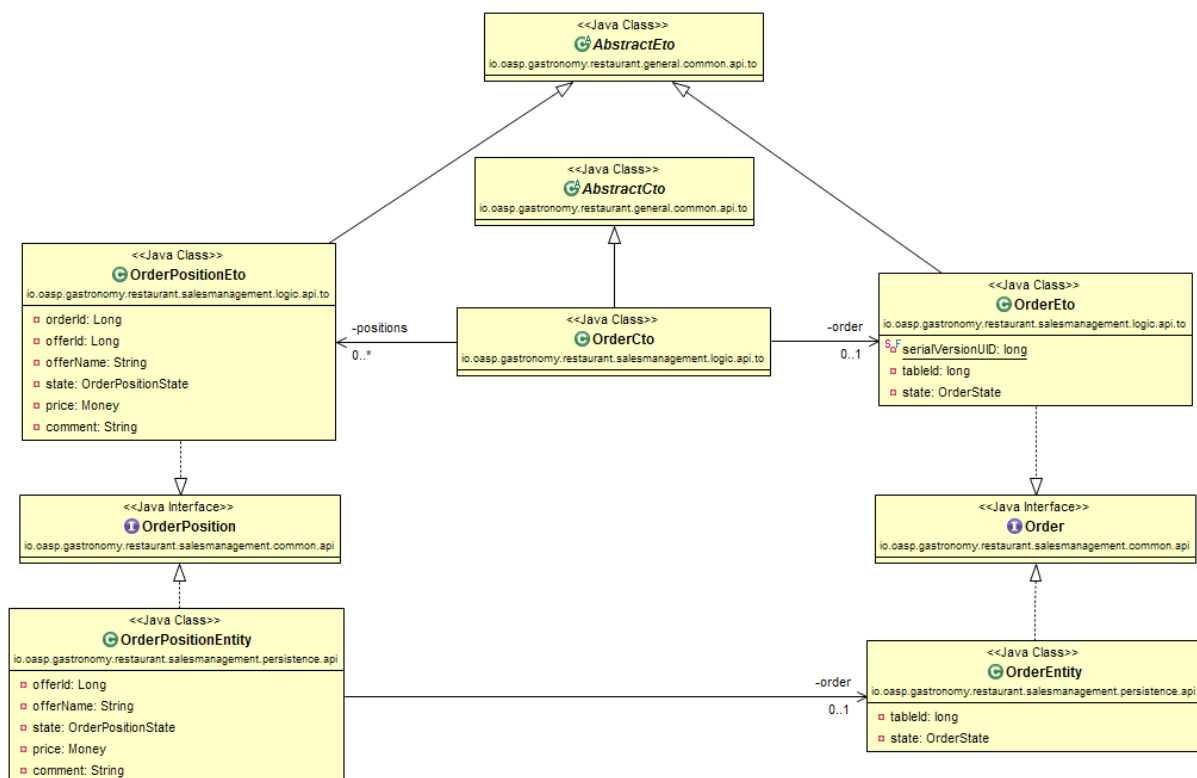 <<Java Class>>
AbstractEto
io.oasp.gastronomy.restaurant.general.common.api.to
<<Java Class>>
AbstractCto
io.oasp.gastronomy.restaurant.general.common.api.to
<<Java Class>>
OrderPositionEto
io.oasp.gastronomy.restaurant.salesmanagement.logic.api.to
orderId: Long
offerId: Long
offerName: String
state: OrderPositionState
price: Money
comment: String
-positions
0..*
<<Java Class>>
OrderCto
io.oasp.gastronomy.restaurant.salesmanagement.logic.api.to
-order
0..1
<<Java Class>>
OrderEto
io.oasp.gastronomy.restaurant.salesmanagement.logic.api.to
S F serialVersionUID: long
tableId: long
state: OrderState
<<Java Interface>>
OrderPosition
io.oasp.gastronomy.restaurant.salesmanagement.common.api
<<Java Interface>>
Order
io.oasp.gastronomy.restaurant.salesmanagement.common.api
<<Java Class>>
OrderPositionEntity
io.oasp.gastronomy.restaurant.salesmanagement.persistence.api
offerId: Long
offerName: String
state: OrderPositionState
price: Money
comment: String
-order
0..1
<<Java Class>>
OrderEntity
io.oasp.gastronomy.restaurant.salesmanagement.persistence.api
tableId: long
state: OrderState